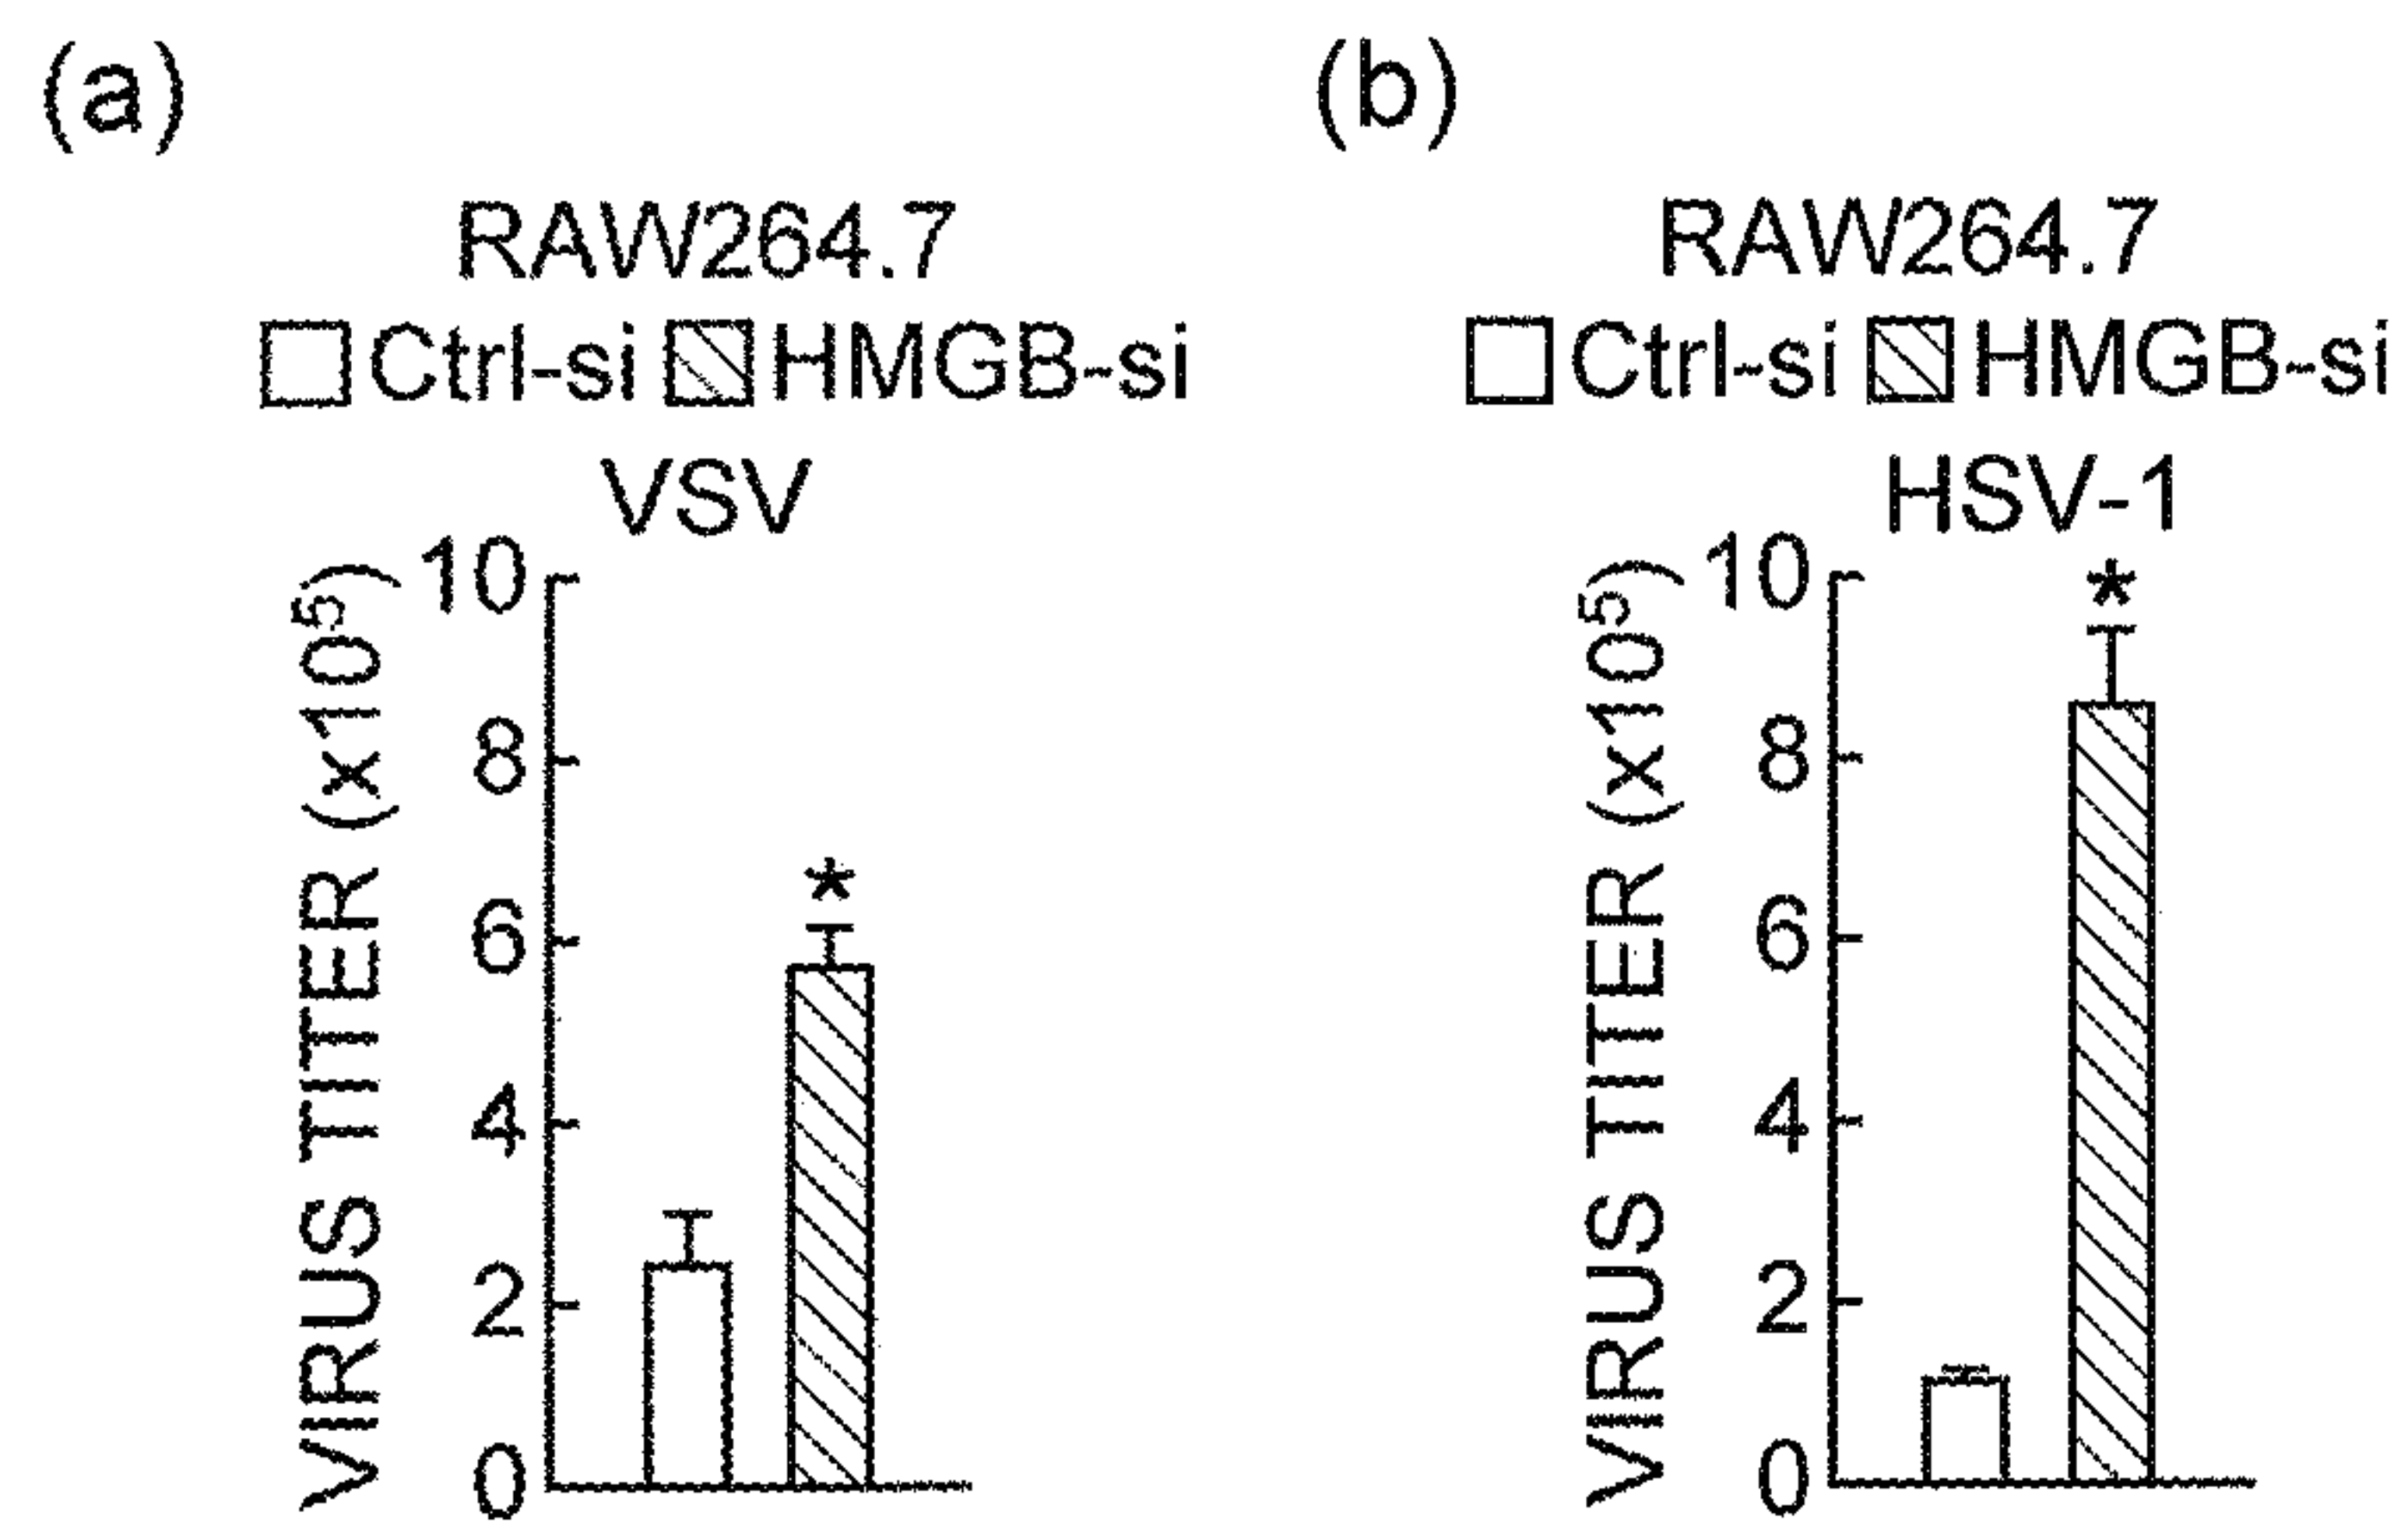 (a)
RAW264.7
Ctrl-si HMGB-si
VSV
VIRUS TITER (x10⁵)
10
8
6
4
2
0
*
(b)
RAW264.7
Ctrl-si HMGB-si
HSV-1
VIRUS TITER (x10⁵)
10
8
6
4
2
0
*